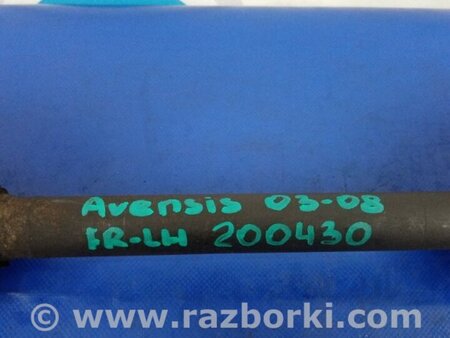 Avensis 03-08
FR-LH 200430
www.razborki.com